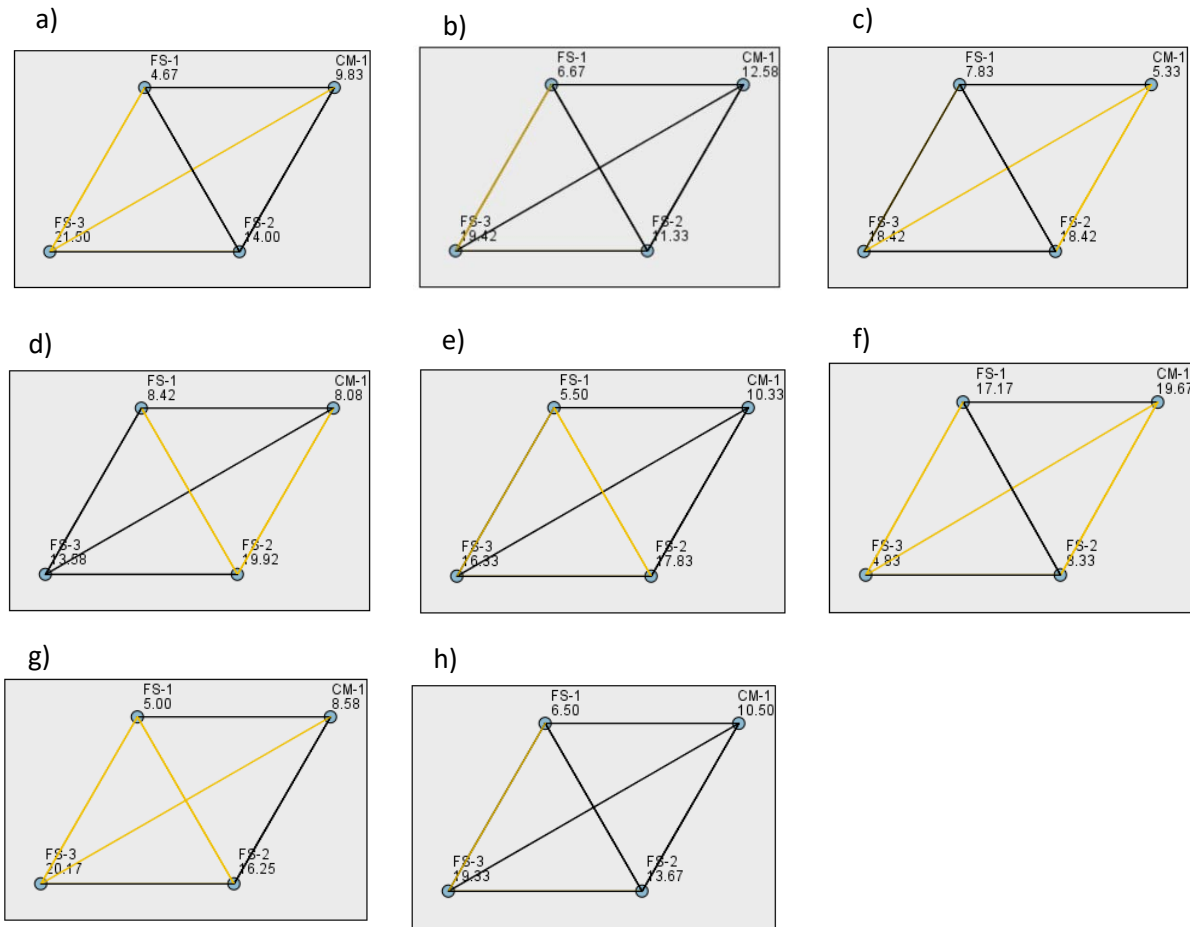 a)
FS-1
4.67
CM-1
9.83
FS-3
21.50
FS-2
14.00
b)
FS-1
6.67
CM-1
12.58
FS-3
19.42
FS-2
11.33
c)
FS-1
7.83
CM-1
5.33
FS-3
18.42
FS-2
18.42
d)
FS-1
8.42
CM-1
8.08
FS-3
13.58
FS-2
19.92
e)
FS-1
5.50
CM-1
10.33
FS-3
16.33
FS-2
17.83
f)
FS-1
17.17
CM-1
19.67
FS-3
4.83
FS-2
8.33
g)
FS-1
5.00
CM-1
8.58
FS-3
20.17
FS-2
16.25
h)
FS-1
6.50
CM-1
10.50
FS-3
19.33
FS-2
13.67